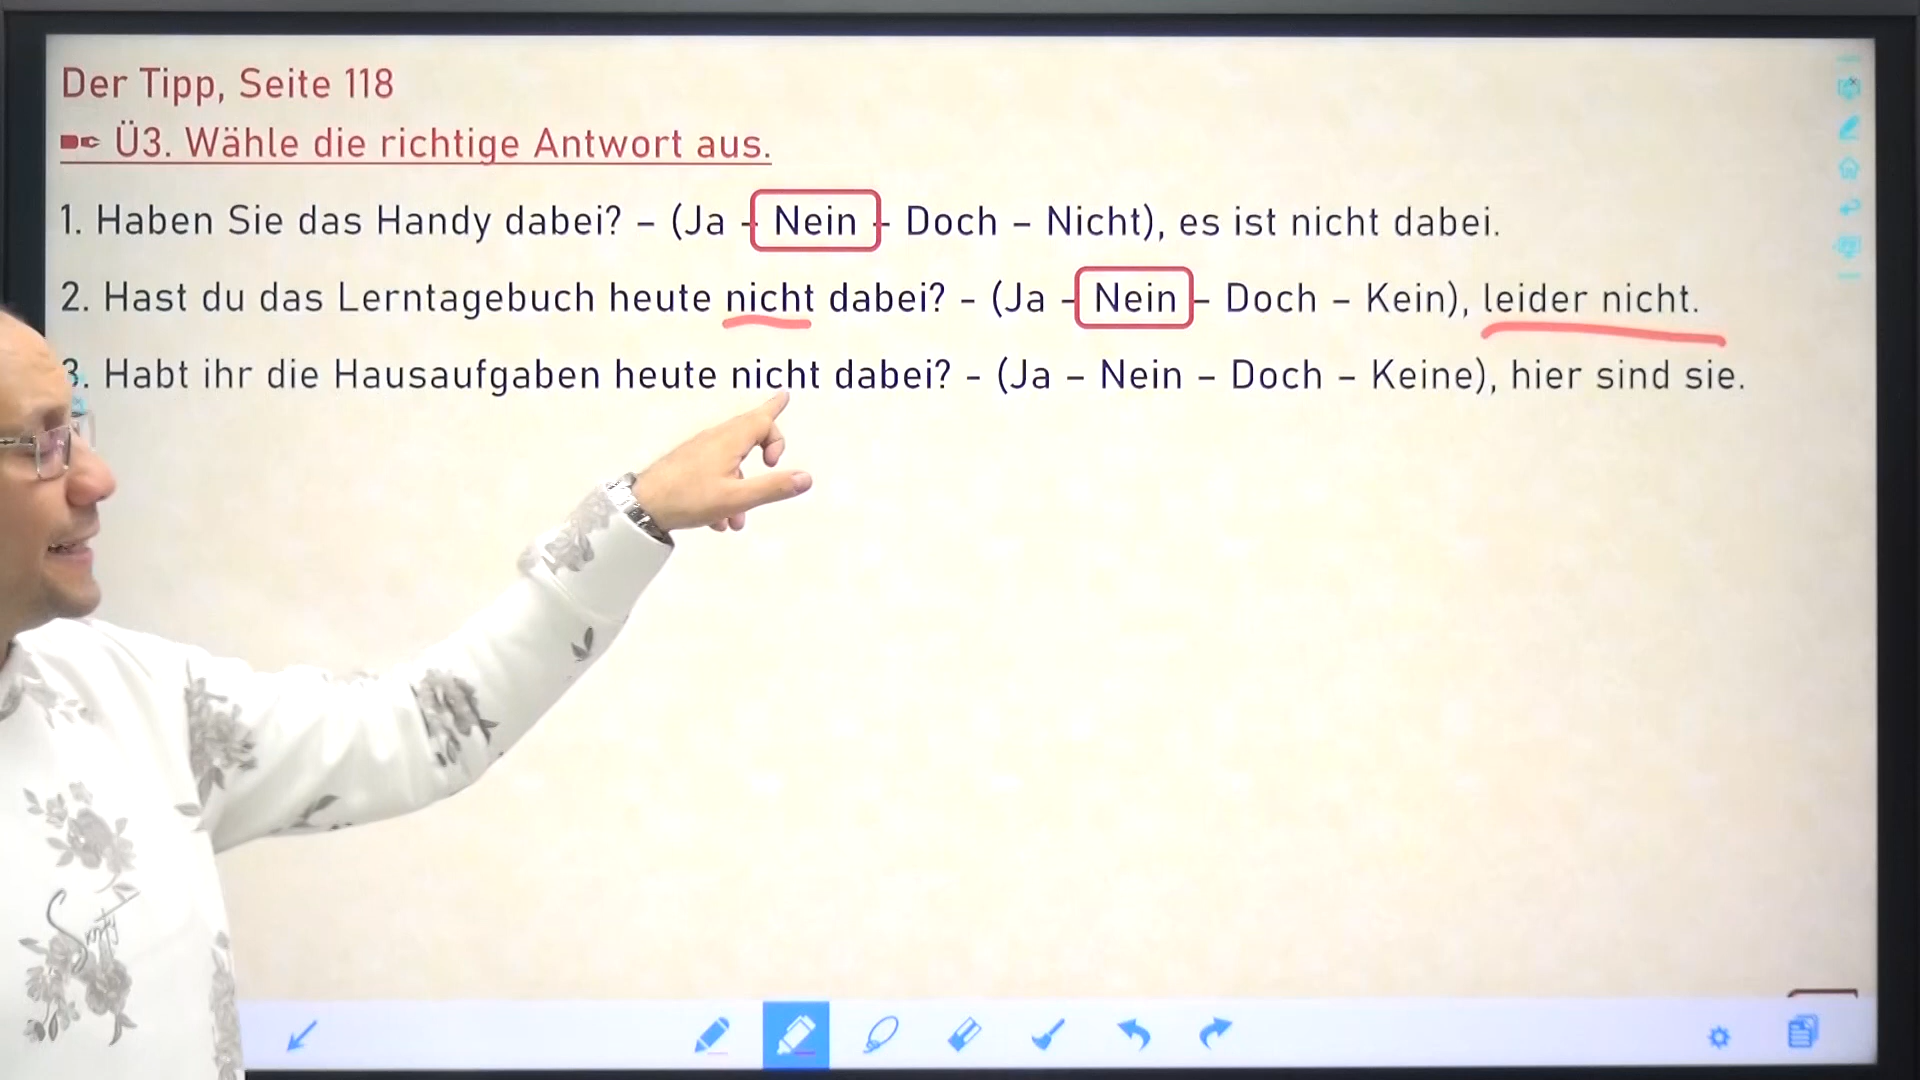 Der Tipp, Seite 118
Ü3. Wähle die richtige Antwort aus.
1. Haben Sie das Handy dabei? – (Ja – Nein – Doch – Nicht), es ist nicht dabei.
2. Hast du das Lerntagebuch heute nicht dabei? – (Ja – Nein – Doch – Kein), leider nicht.
3. Habt ihr die Hausaufgaben heute nicht dabei? – (Ja – Nein – Doch – Keine), hier sind sie.